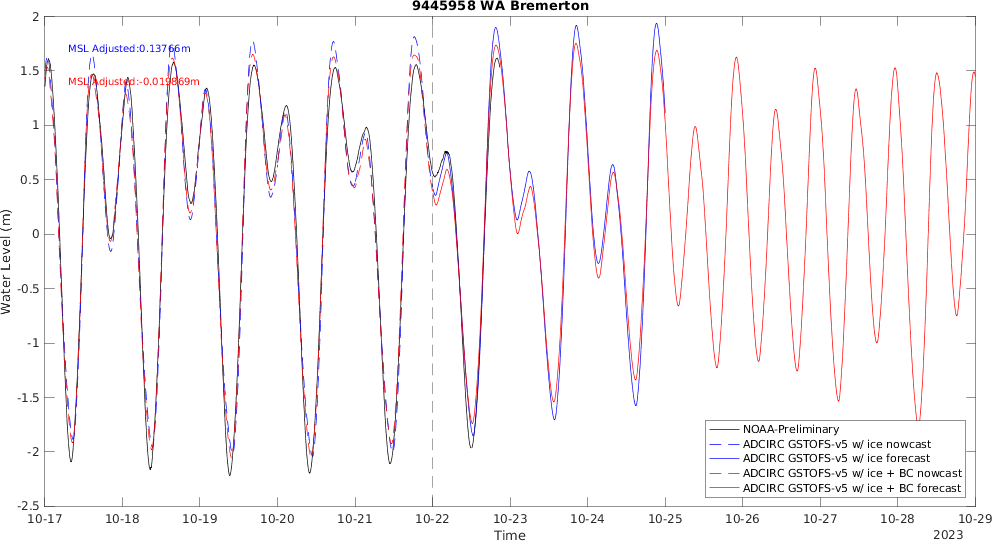 9445958 WA Bremerton
MSL Adjusted:0.13766m
MSL Adjusted:-0.019869m
Water Level (m)
2
1.5
1
0.5
0
-0.5
-1
-1.5
-2
-2.5
NOAA-Preliminary
ADCIRC GSTOFS-v5 w/ ice nowcast
ADCIRC GSTOFS-v5 w/ ice forecast
ADCIRC GSTOFS-v5 w/ ice + BC nowcast
ADCIRC GSTOFS-v5 w/ ice + BC forecast
10-17 10-18 10-19 10-20 10-21 10-22 10-23 10-24 10-25 10-26 10-27 10-28 10-29
Time
2023